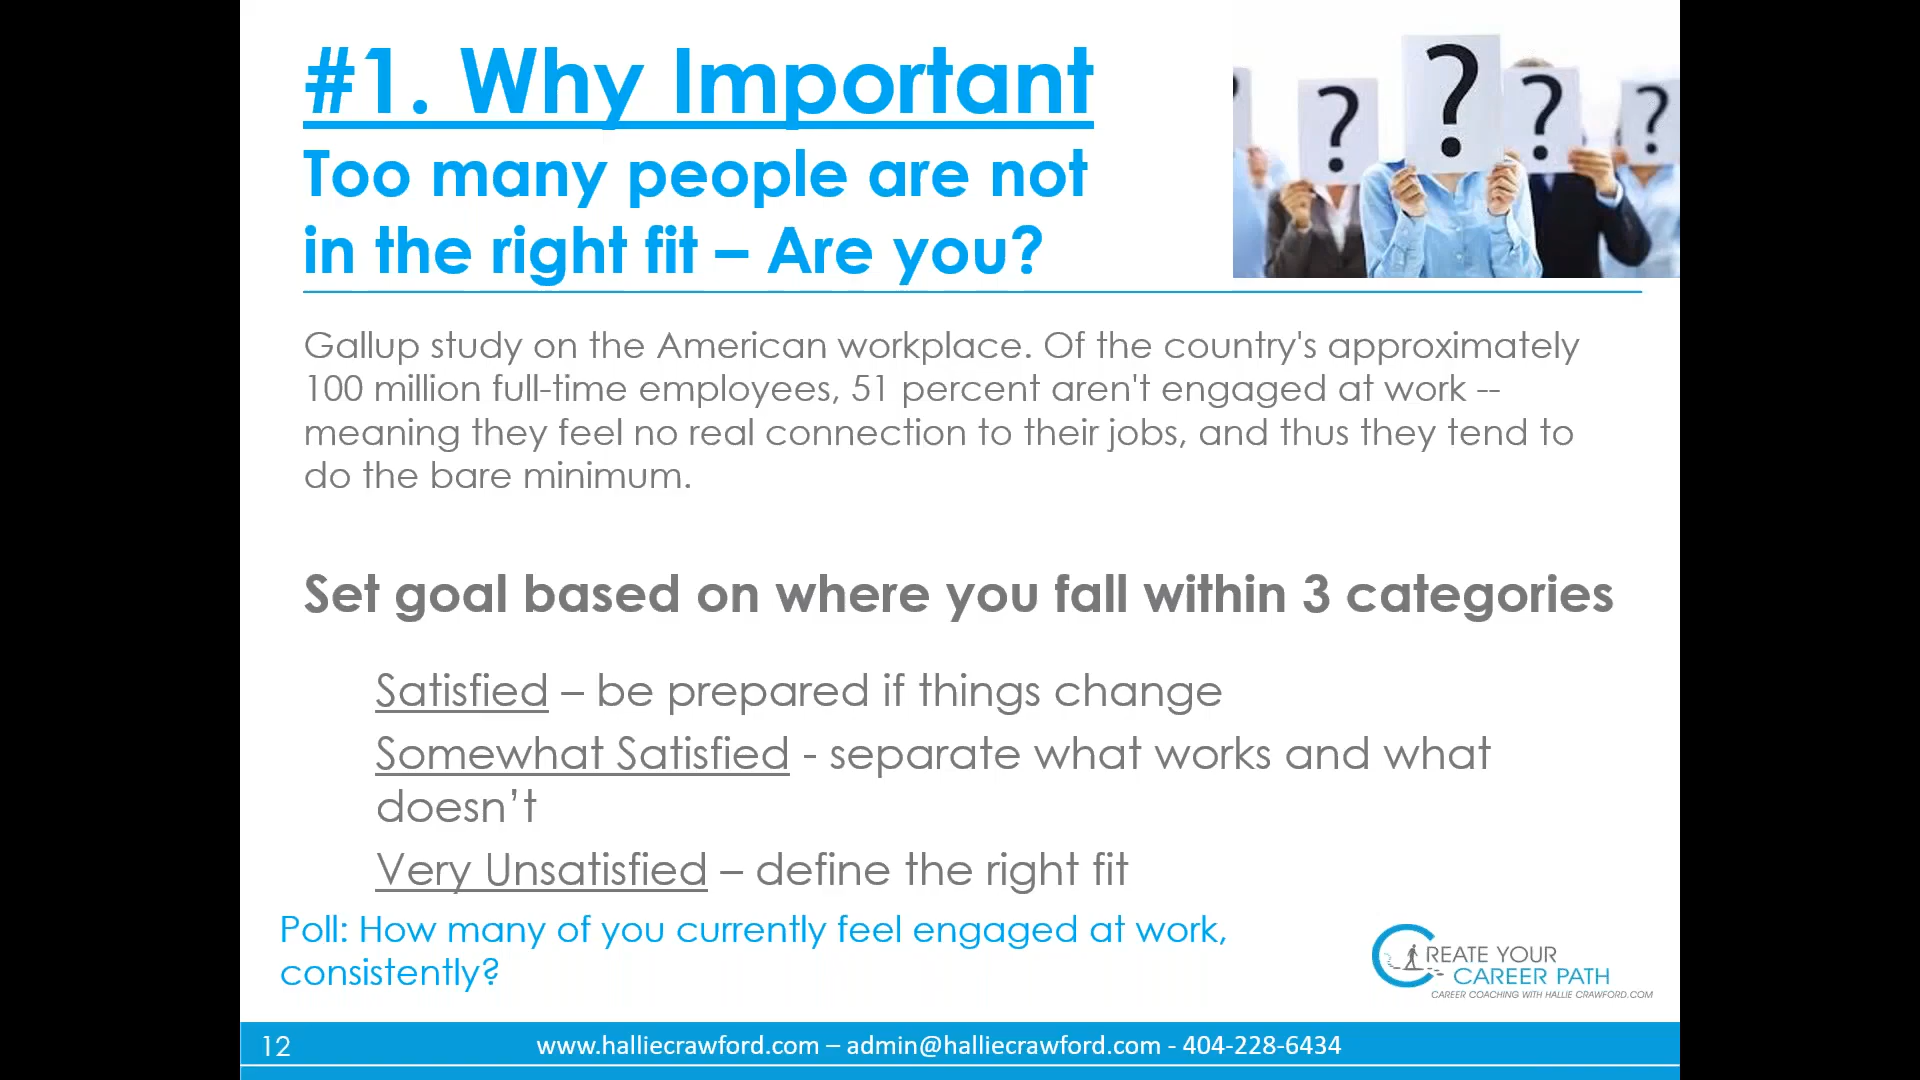 #1. Why Important
Too many people are not
in the right fit – Are you?
? ? ? ?
Gallup study on the American workplace. Of the country's approximately
100 million full-time employees, 51 percent aren't engaged at work --
meaning they feel no real connection to their jobs, and thus they tend to
do the bare minimum.
Set goal based on where you fall within 3 categories
Satisfied – be prepared if things change
Somewhat Satisfied - separate what works and what
doesn’t
Very Unsatisfied – define the right fit
Poll: How many of you currently feel engaged at work,
consistently?
CREATE YOUR
CAREER PATH
CAREER COACHING WITH HALLIE CRAWFORD.COM
12 www.halliecrawford.com – admin@halliecrawford.com - 404-228-6434